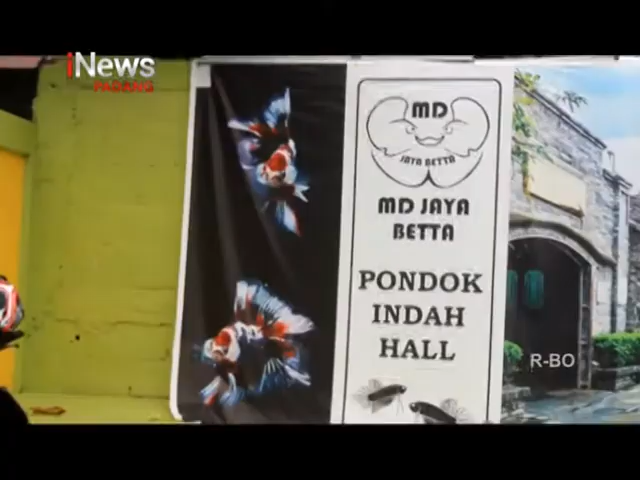 iNews
PADANG
MD
JAYA BETTA
MD JAYA
BETTA
PONDOK
INDAH
HALL
R-BO